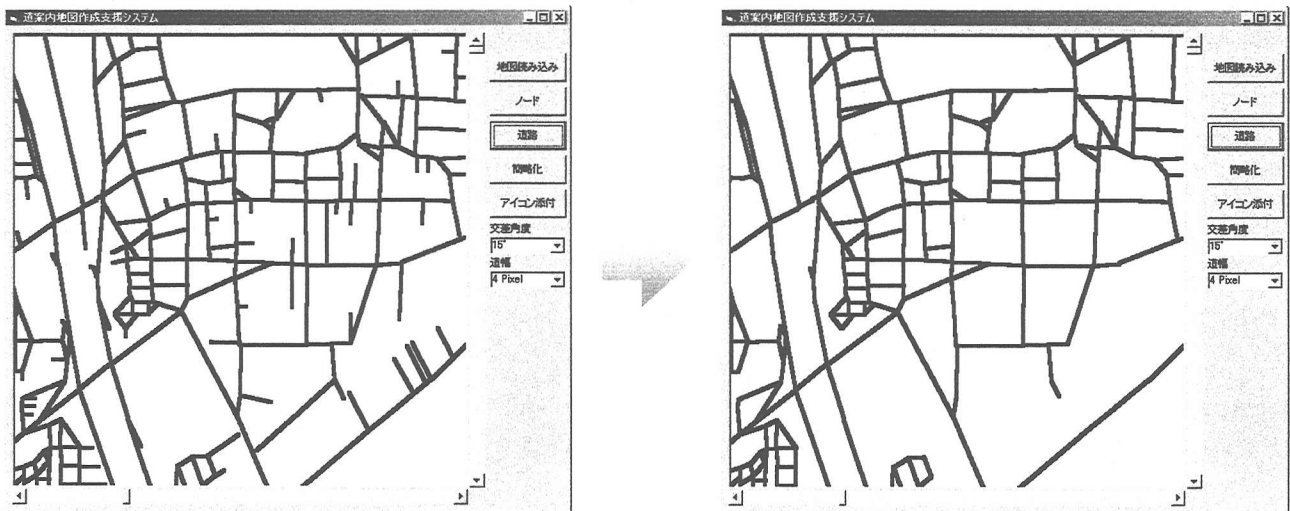 道案内地図作成支援システム
地図読み込み
ノード
道路
簡略化
アイコン添付
交差角度
15°
道幅
4 Pixel
道案内地図作成支援システム
地図読み込み
ノード
道路
簡略化
アイコン添付
交差角度
15°
道幅
4 Pixel